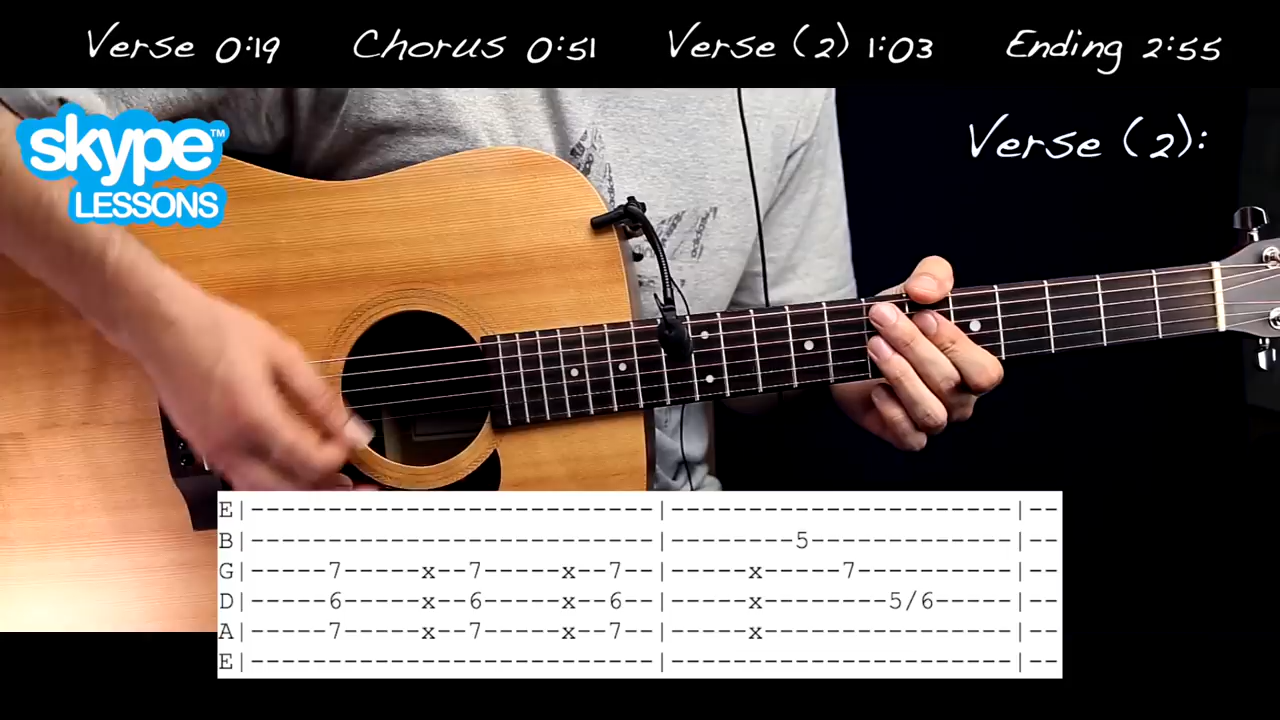 Verse 0:19 Chorus 0:51 Verse (2) 1:03 Ending 2:55
skype™
LESSONS
Verse (2):
E|--------------------------|----------------------|--
B|--------------------------|--------5-------------|--
G|-----7-----x--7-----x--7--|-----x-----7----------|--
D|-----6-----x--6-----x--6--|-----x--------5/6-----|--
A|-----7-----x--7-----x--7--|-----x----------------|--
E|--------------------------|----------------------|--